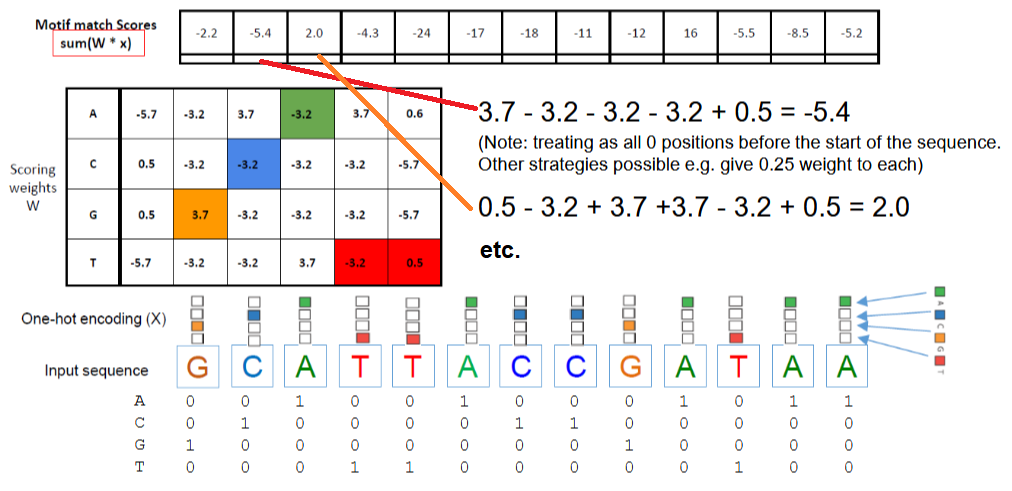 Motif match Scores
sum(W * x)
-2.2 -5.4 2.0 -4.3 -24 -17 -18 -11 -12 16 -5.5 -8.5 -5.2
A -5.7 -3.2 3.7 -3.2 3.7 0.6
C 0.5 -3.2 -3.2 -3.2 -3.2 -5.7
G 0.5 3.7 -3.2 -3.2 -3.2 -5.7
T -5.7 -3.2 -3.2 3.7 -3.2 0.5
Scoring
weights
W
3.7 - 3.2 - 3.2 - 3.2 + 0.5 = -5.4
(Note: treating as all 0 positions before the start of the sequence.
Other strategies possible e.g. give 0.25 weight to each)
0.5 - 3.2 + 3.7 +3.7 - 3.2 + 0.5 = 2.0
etc.
One-hot encoding (X)
A
C
G
T
Input sequence G C A T T A C C G A T A A
A 0 0 1 0 0 1 0 0 0 1 0 1 1
C 0 1 0 0 0 0 1 1 0 0 0 0 0
G 1 0 0 0 0 0 0 0 1 0 0 0 0
T 0 0 0 1 1 0 0 0 0 0 1 0 0